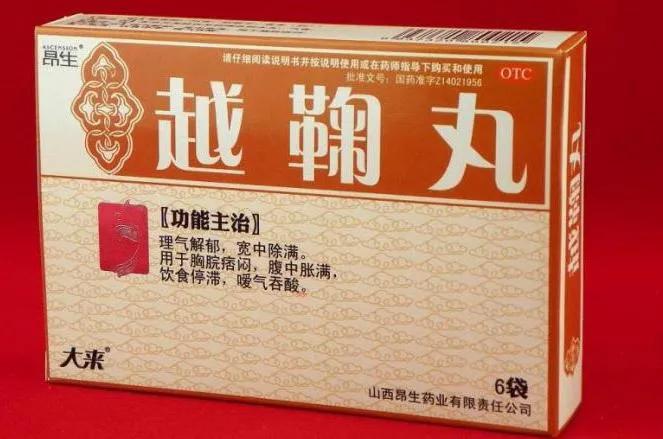 ASCENSSON®
昂生
请仔细阅读说明书并按说明使用或在药师指导下购买和使用
批准文号:国药准字Z14021956
OTC
越鞠丸
〖功能主治〗
理气解郁,宽中除满。
用于胸脘痞闷,腹中胀满,
饮食停滞,嗳气吞酸。
大来®
6袋
山西昂生药业有限责任公司